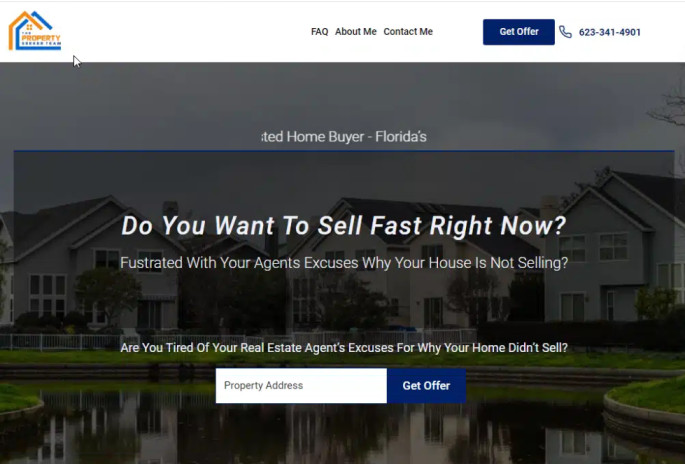 THE
PROPERTY
SEEKER TEAM
FAQ About Me Contact Me
Get Offer
623-341-4901
ted Home Buyer - Florida's
Do You Want To Sell Fast Right Now?
Fustrated With Your Agents Excuses Why Your House Is Not Selling?
Are You Tired Of Your Real Estate Agent's Excuses For Why Your Home Didn't Sell?
Property Address
Get Offer